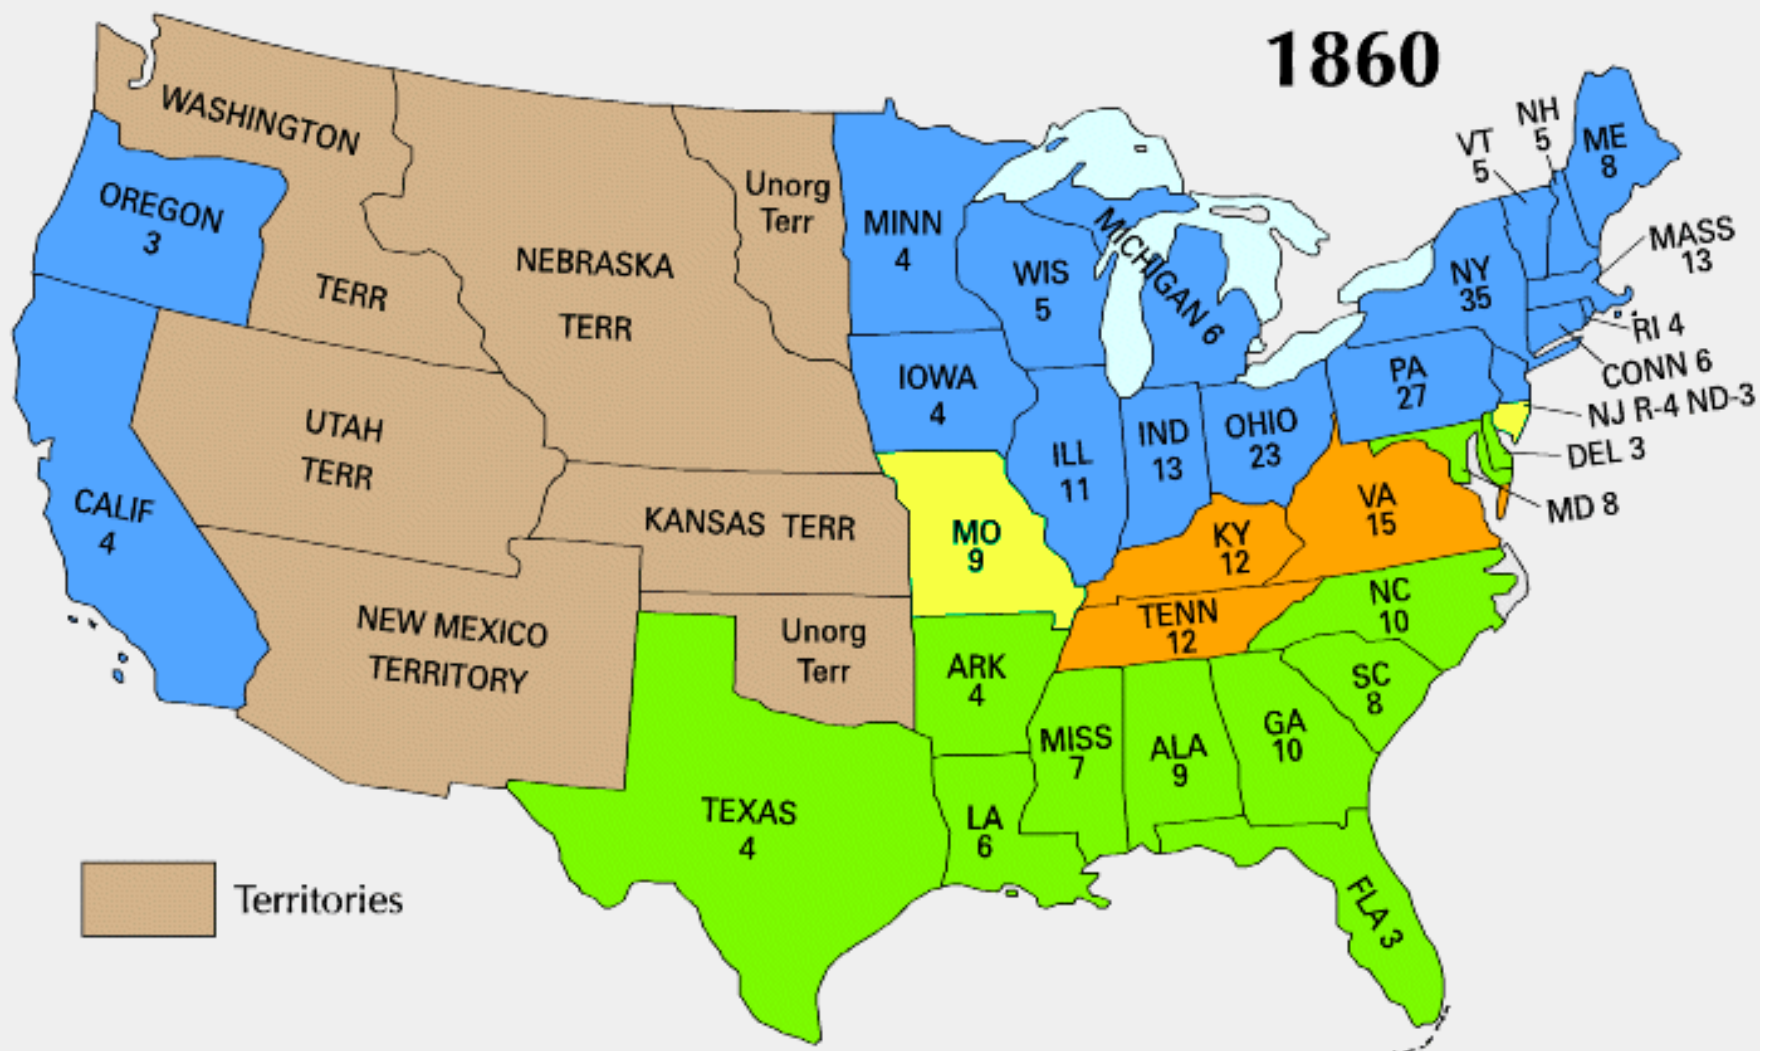 1860
WASHINGTON
TERR
OREGON
3
CALIF
4
UTAH
TERR
NEW MEXICO
TERRITORY
NEBRASKA
TERR
Unorg
Terr
KANSAS TERR
Unorg
Terr
MINN
4
IOWA
4
WIS
5
MICHIGAN 6
ILL
11
IND
13
OHIO
23
PA
27
NY
35
VT
5
NH
5
ME
8
MASS
13
RI 4
CONN 6
NJ R-4 ND-3
DEL 3
MD 8
MO
9
KY
12
VA
15
TENN
12
NC
10
SC
8
GA
10
ALA
9
MISS
7
ARK
4
LA
6
TEXAS
4
FLA 3
Territories